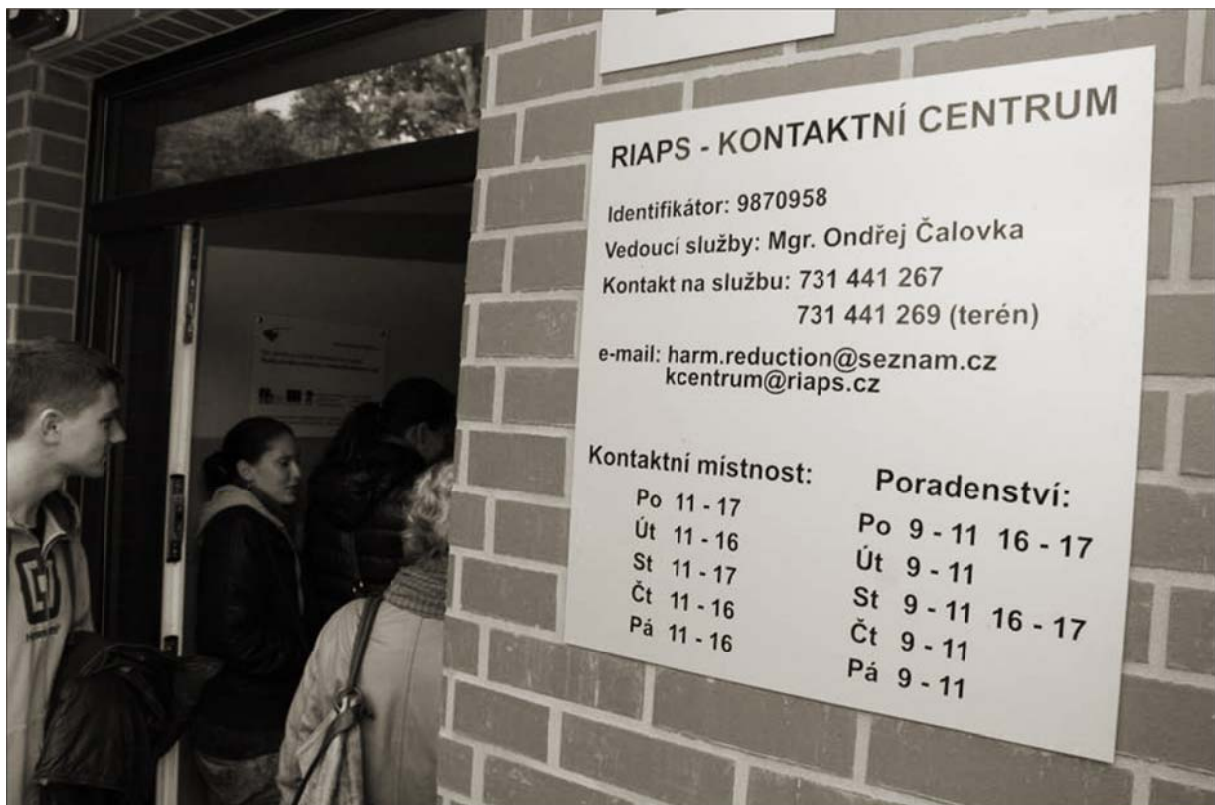 RIAPS - KONTAKTNÍ CENTRUM
Identifikátor: 9870958
Vedoucí služby: Mgr. Ondřej Čalovka
Kontakt na službu: 731 441 267
731 441 269 (terén)
e-mail: harm.reduction@seznam.cz
kcentrum@riaps.cz
Kontaktní místnost:
Po 11 - 17
Út 11 - 16
St 11 - 17
Čt 11 - 16
Pá 11 - 16
Poradenství:
Po 9 - 11 16 - 17
Út 9 - 11
St 9 - 11 16 - 17
Čt 9 - 11
Pá 9 - 11